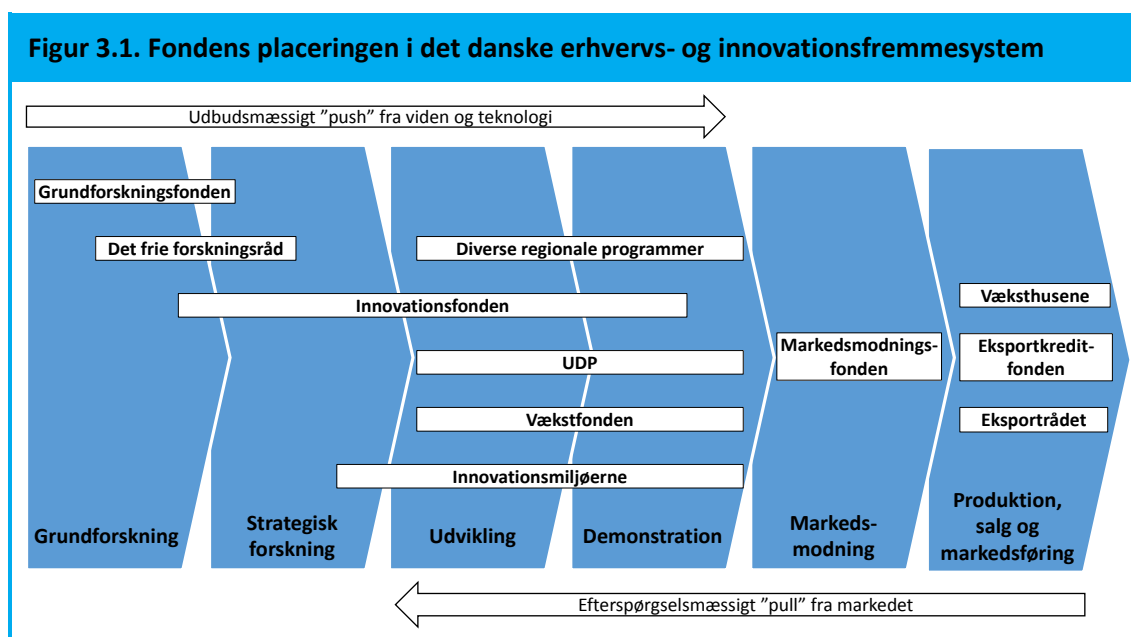 Figur 3.1. Fondens placeringen i det danske erhvervs- og innovationsfremmesystem
Udbudsmæssigt ”push” fra viden og teknologi
Grundforskningsfonden
Det frie forskningsråd
Diverse regionale programmer
Innovationsfonden
Væksthusene
UDP
Markedsmodnings-
fonden
Eksportkredit-
fonden
Vækstfonden
Eksportrådet
Innovationsmiljøerne
Grundforskning
Strategisk
forskning
Udvikling
Demonstration
Markeds-
modning
Produktion,
salg og
markedsføring
Efterspørgselsmæssigt ”pull” fra markedet